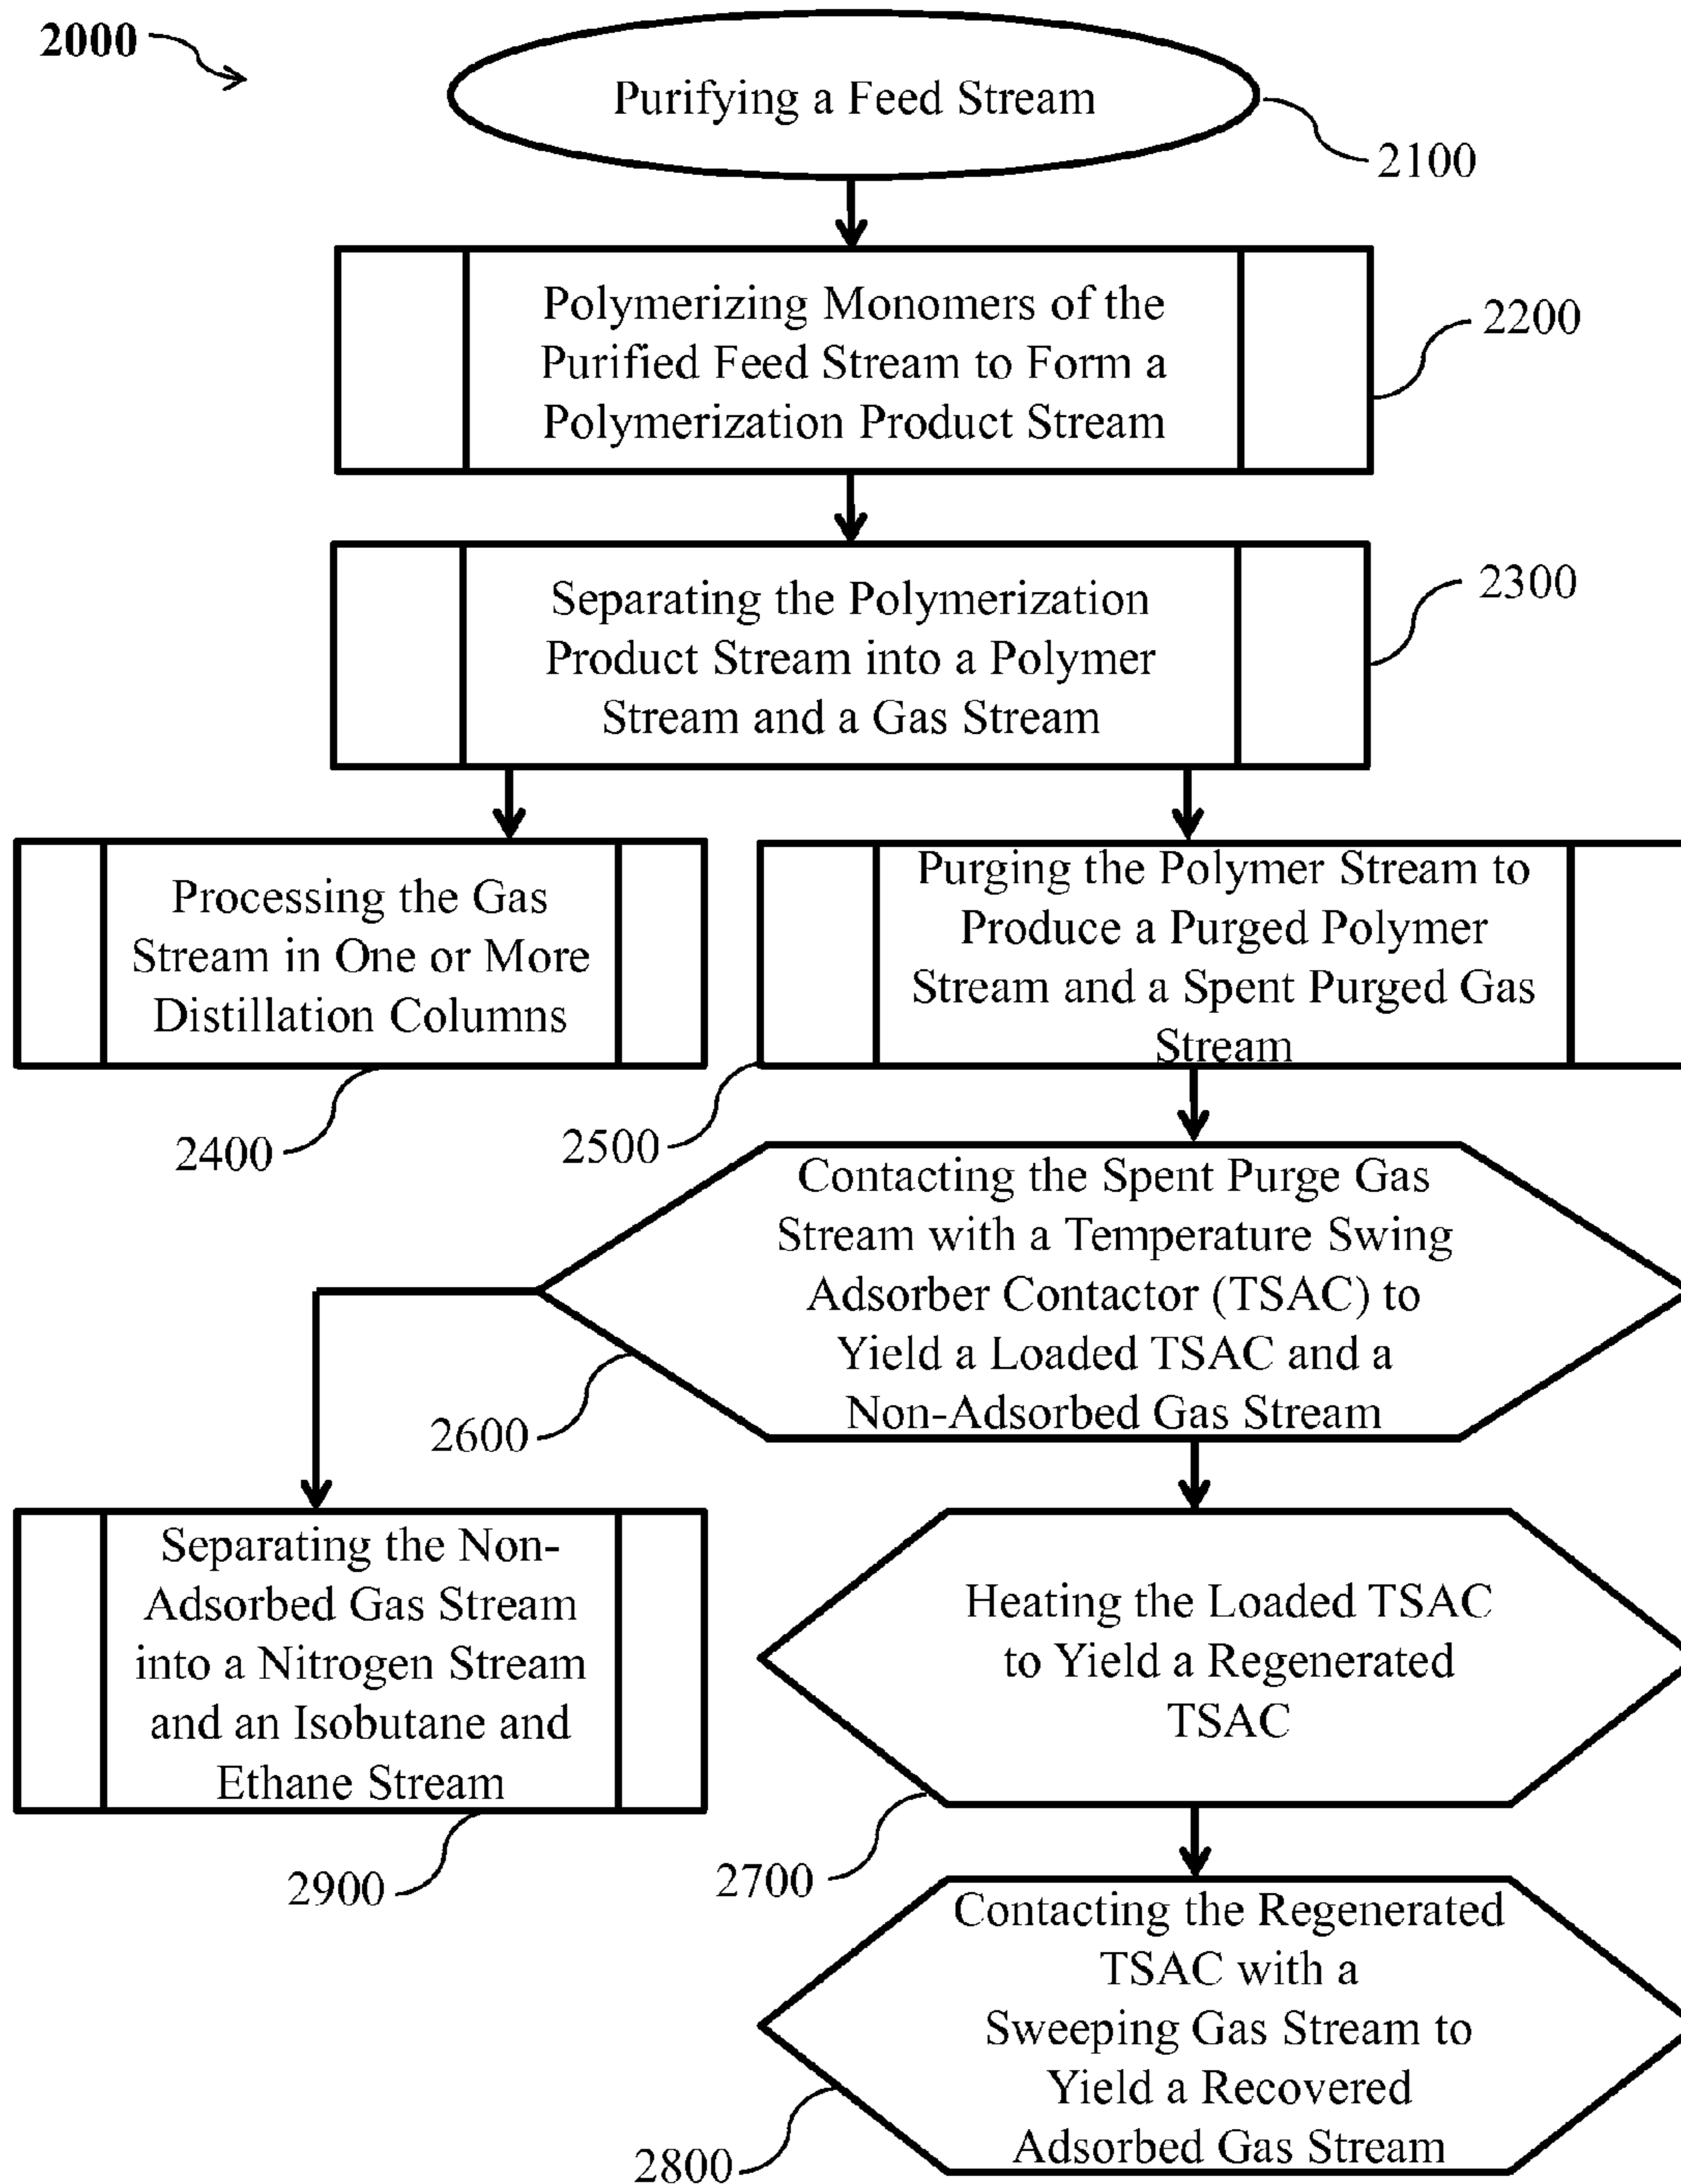 2000
Purifying a Feed Stream
2100
Polymerizing Monomers of the
Purified Feed Stream to Form a
Polymerization Product Stream
2200
Separating the Polymerization
Product Stream into a Polymer
Stream and a Gas Stream
2300
Processing the Gas
Stream in One or More
Distillation Columns
2400
Purging the Polymer Stream to
Produce a Purged Polymer
Stream and a Spent Purged Gas
Stream
2500
Contacting the Spent Purge Gas
Stream with a Temperature Swing
Adsorber Contactor (TSAC) to
Yield a Loaded TSAC and a
Non-Adsorbed Gas Stream
2600
Separating the Non-
Adsorbed Gas Stream
into a Nitrogen Stream
and an Isobutane and
Ethane Stream
2900
Heating the Loaded TSAC
to Yield a Regenerated
TSAC
2700
Contacting the Regenerated
TSAC with a
Sweeping Gas Stream to
Yield a Recovered
Adsorbed Gas Stream
2800